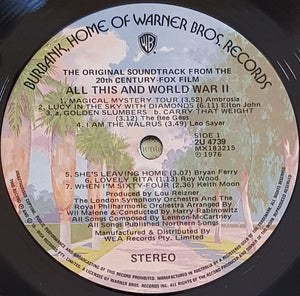 BURBANK, HOME OF WARNER BROS. RECORDS
WB
THE ORIGINAL SOUNDTRACK FROM THE
20th CENTURY-FOX FILM
ALL THIS AND WORLD WAR II
1. MAGICAL MYSTERY TOUR (3.52) Ambrosia
2. LUCY IN THE SKY WITH DIAMONDS (6.11) Elton John
3. a, GOLDEN SLUMBERS b. CARRY THAT WEIGHT
(3.12) The Bee Gees
4. I AM THE WALRUS (3.49) Leo Sayer
SIDE 1
2U 4739
MX183215
℗ 1976
5. SHE'S LEAVING HOME (3.07) Bryan Ferry
6. LOVELY RITA (3) Roy Wood
7. WHEN I'M SIXTY-FOUR (2.36) Keith Moon
Produced by Lou Reizner
The London Symphony Orchestra And The
Royal Philharmonic Orchestra Arranged By
Wil Malone & Conducted by Harry Rabinowitz
All Songs Composed By Lennon & McCartney
All Songs Published Northern Songs
Manufactured & Distributed By
WEA Records Pty. Limited
STEREO